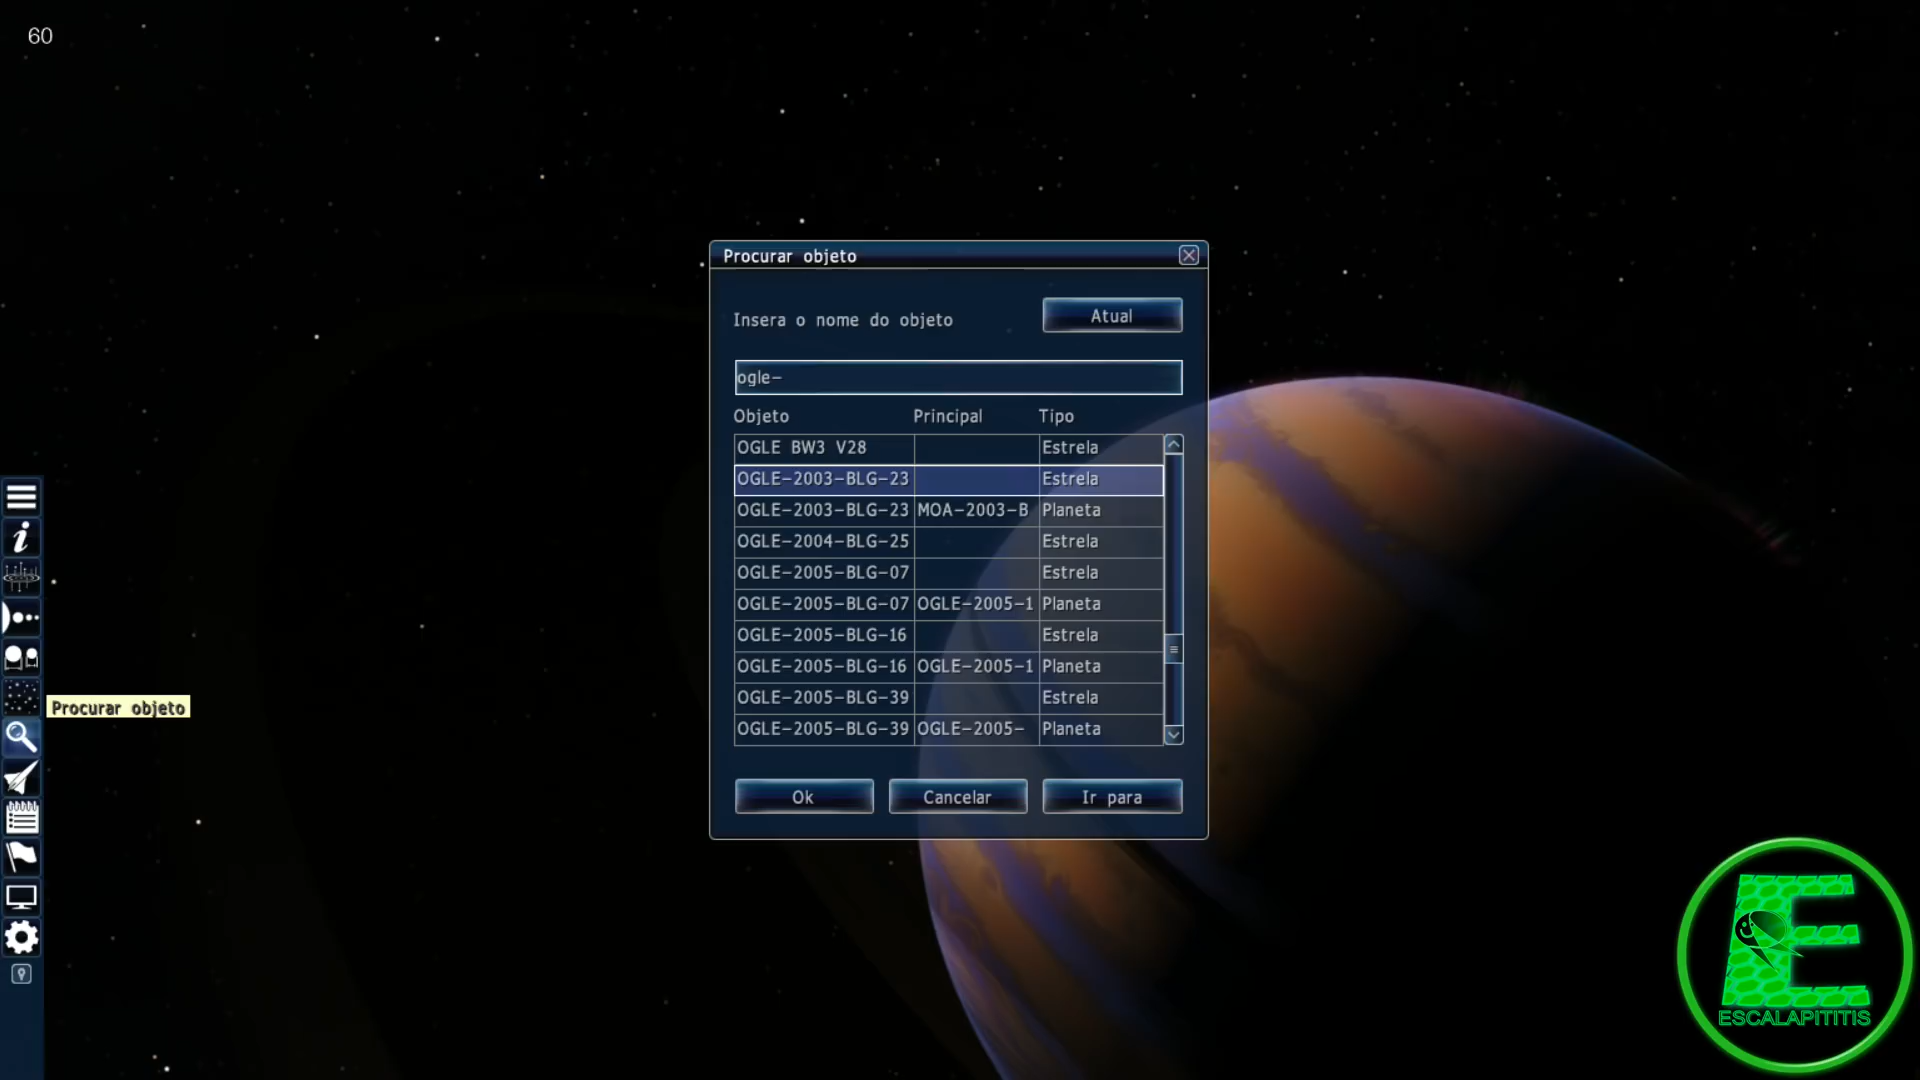 60
Procurar objeto
Insera o nome do objeto
Atual
ogle-
Objeto Principal Tipo
OGLE BW3 V28 Estrela
OGLE-2003-BLG-23 Estrela
OGLE-2003-BLG-23 MOA-2003-B Planeta
OGLE-2004-BLG-25 Estrela
OGLE-2005-BLG-07 Estrela
OGLE-2005-BLG-07 OGLE-2005-1 Planeta
OGLE-2005-BLG-16 Estrela
OGLE-2005-BLG-16 OGLE-2005-1 Planeta
OGLE-2005-BLG-39 Estrela
OGLE-2005-BLG-39 OGLE-2005- Planeta
Procurar objeto
Ok Cancelar Ir para
E
ESCALAPITITIS